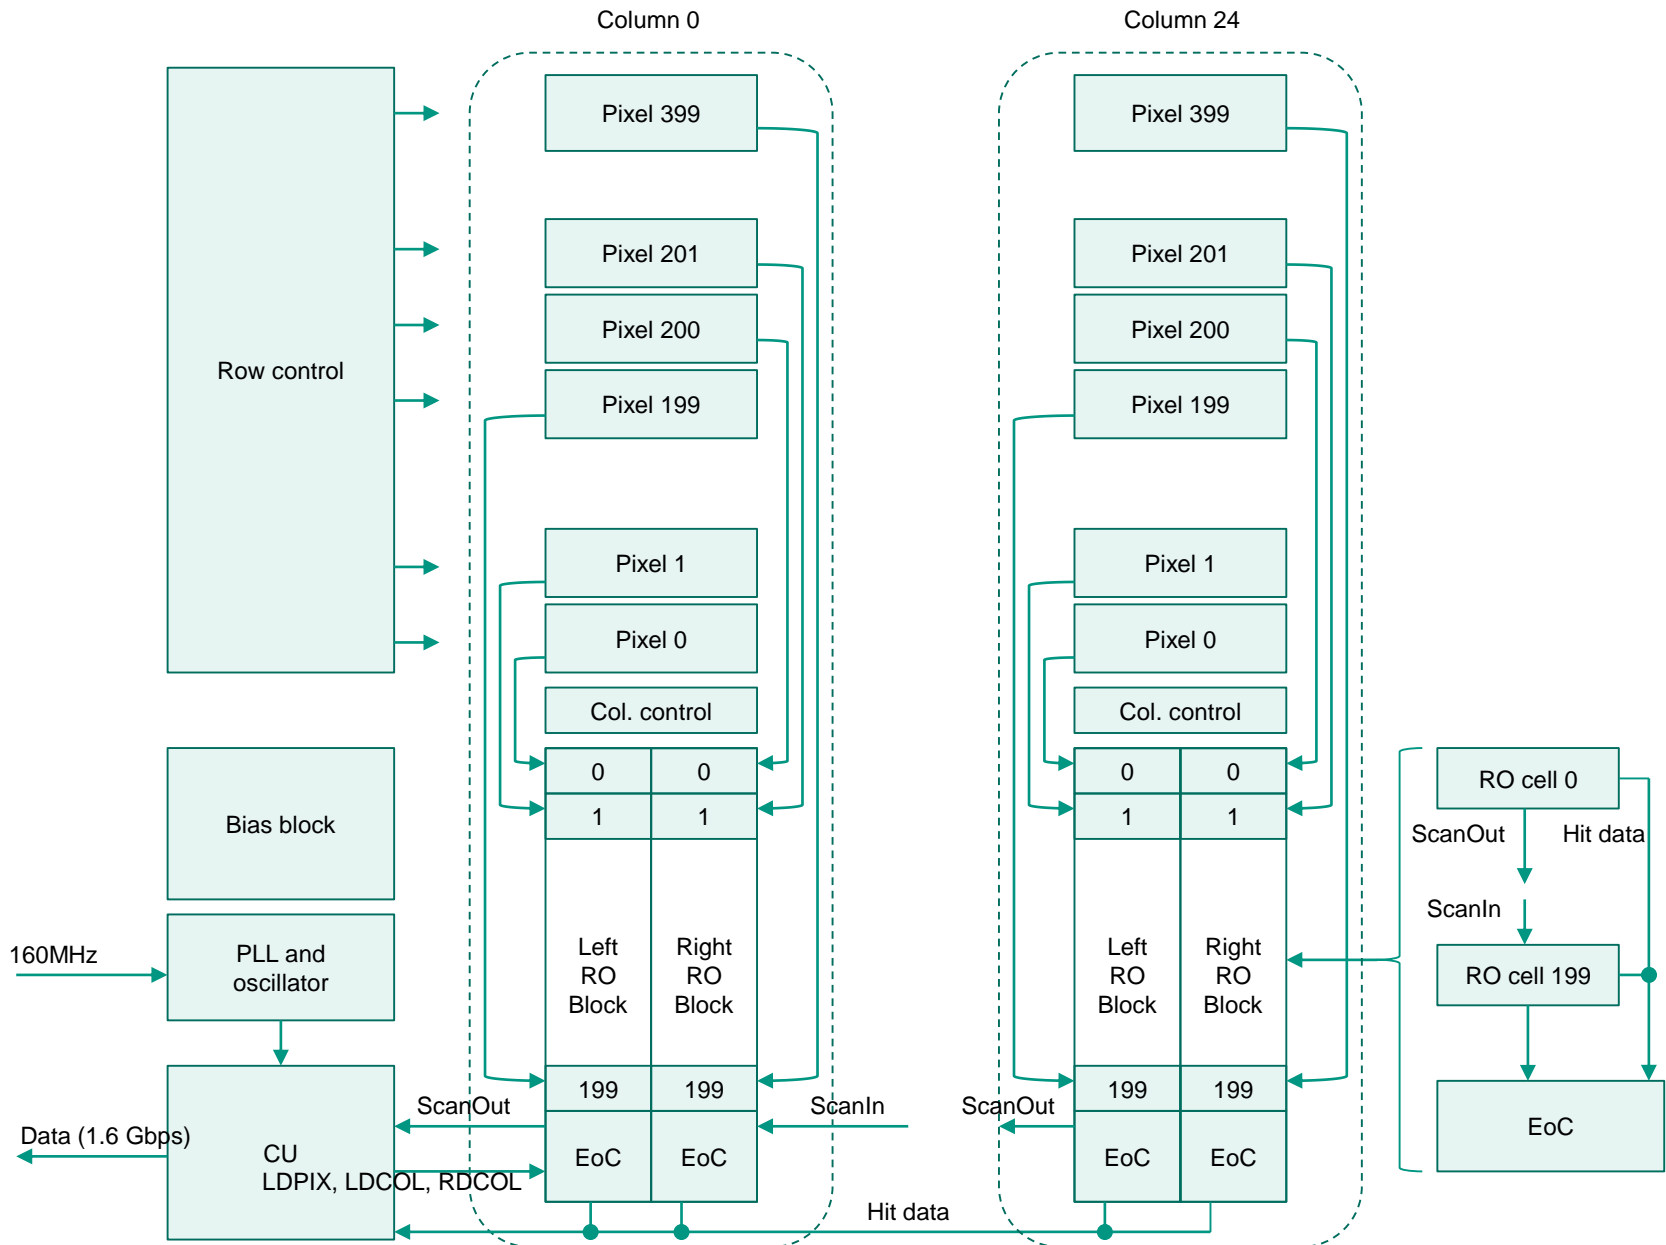 Column 0
Column 24
Row control
Pixel 399
Pixel 201
Pixel 200
Pixel 199
Pixel 1
Pixel 0
Col. control
0 0
1 1
Left
RO
Block
Right
RO
Block
199 199
EoC EoC
Pixel 399
Pixel 201
Pixel 200
Pixel 199
Pixel 1
Pixel 0
Col. control
0 0
1 1
Left
RO
Block
Right
RO
Block
199 199
EoC EoC
RO cell 0
ScanOut
Hit data
ScanIn
RO cell 199
EoC
Bias block
160MHz
PLL and
oscillator
ScanOut
ScanIn
ScanOut
Data (1.6 Gbps)
CU
LDPIX, LDCOL, RDCOL
Hit data